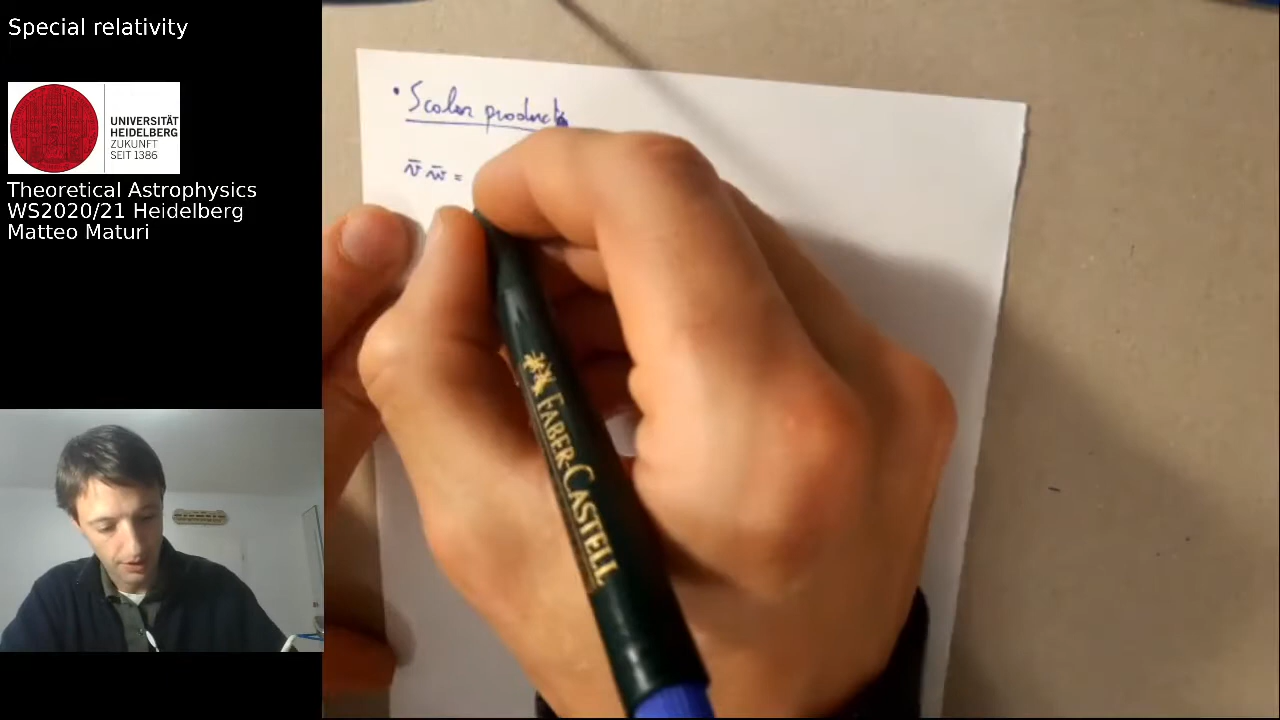 Special relativity
UNIVERSITÄT
HEIDELBERG
ZUKUNFT
SEIT 1386
Theoretical Astrophysics
WS2020/21 Heidelberg
Matteo Maturi
• Scalar products
v̄ w̄ =
FABER-CASTELL